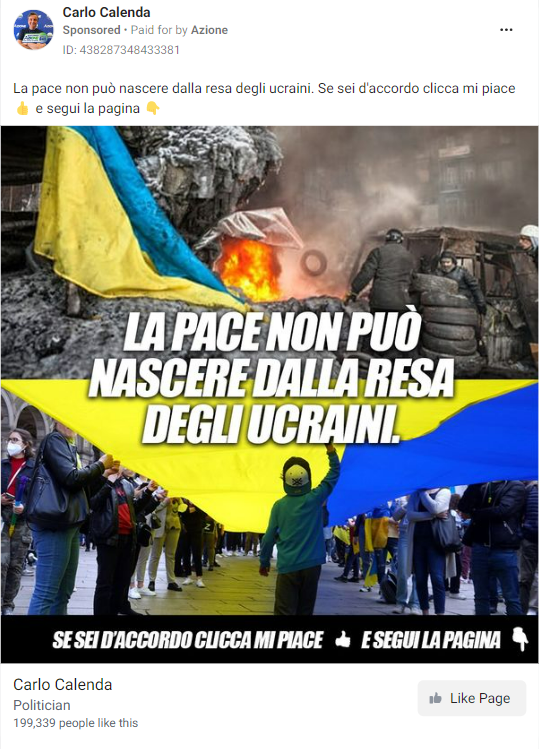 Carlo Calenda
Sponsored • Paid for by Azione
ID: 438287348433381
La pace non può nascere dalla resa degli ucraini. Se sei d'accordo clicca mi piace
👍 e segui la pagina 👇
LA PACE NON PUÒ
NASCERE DALLA RESA
DEGLI UCRAINI.
SE SEI D'ACCORDO CLICCA MI PIACE 👍 E SEGUI LA PAGINA 👇
Carlo Calenda
Politician
199,339 people like this
Like Page